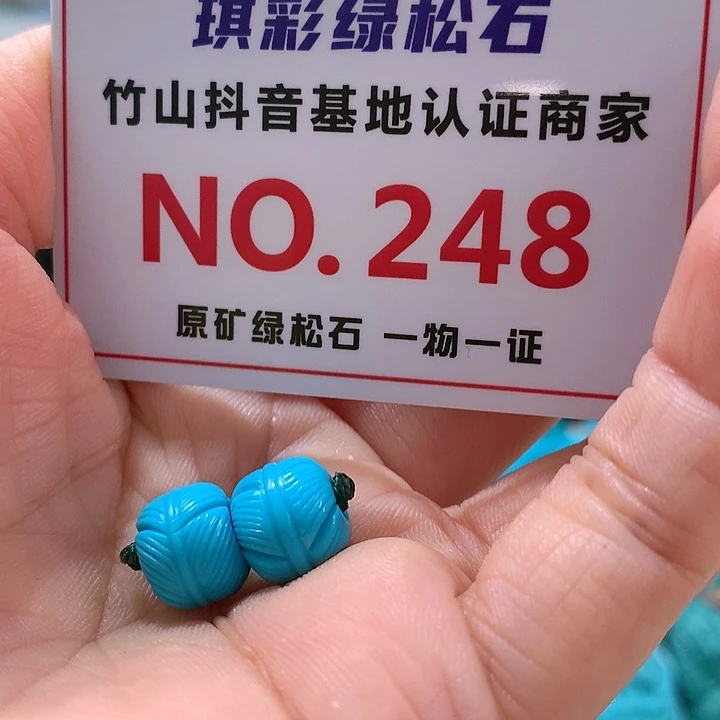 琪彩绿松石
竹山抖音基地认证商家
NO.248
原矿绿松石 一物一证